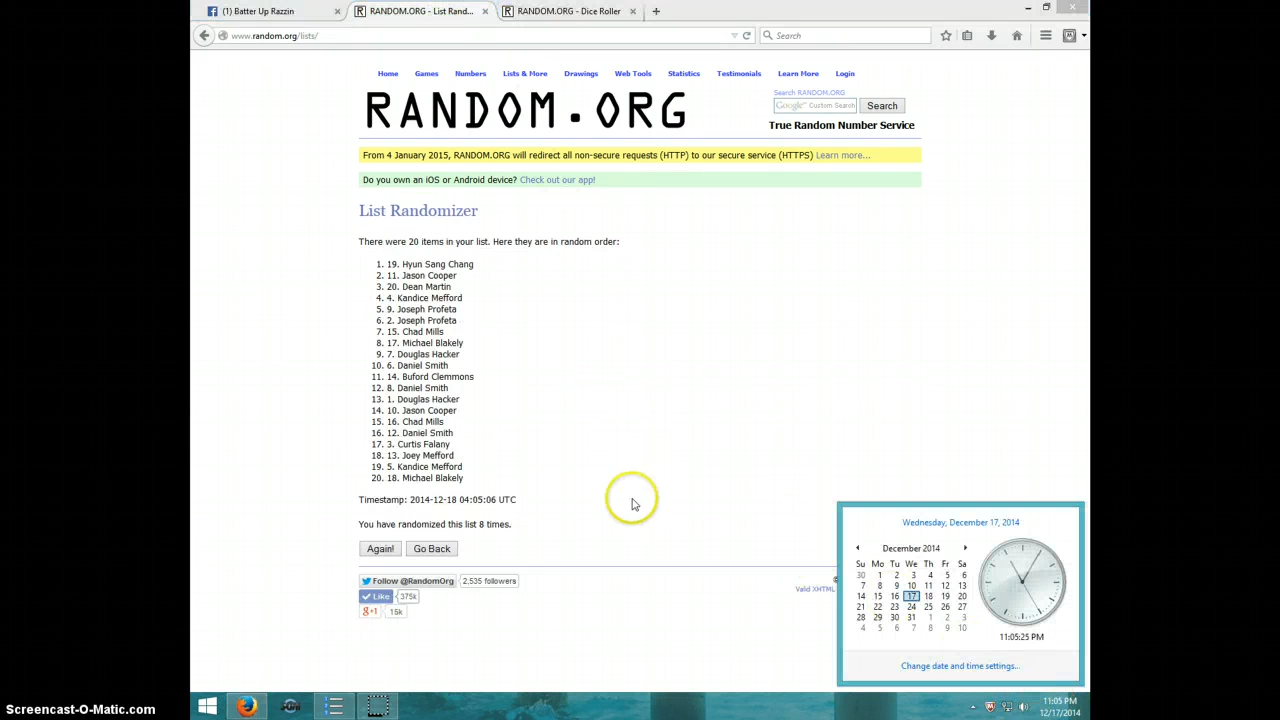 (1) Batter Up Razzin
RANDOM.ORG - List Rand...
RANDOM.ORG - Dice Roller
www.random.org/lists/
Search
Home Games Numbers Lists & More Drawings Web Tools Statistics Testimonials Learn More Login
RANDOM.ORG
Search RANDOM.ORG
Google™ Custom Search Search
True Random Number Service
From 4 January 2015, RANDOM.ORG will redirect all non-secure requests (HTTP) to our secure service (HTTPS) Learn more...
Do you own an iOS or Android device? Check out our app!
List Randomizer
There were 20 items in your list. Here they are in random order:
1. 19. Hyun Sang Chang
2. 11. Jason Cooper
3. 20. Dean Martin
4. 4. Kandice Mefford
5. 9. Joseph Profeta
6. 2. Joseph Profeta
7. 15. Chad Mills
8. 17. Michael Blakely
9. 7. Douglas Hacker
10. 6. Daniel Smith
11. 14. Buford Clemmons
12. 8. Daniel Smith
13. 1. Douglas Hacker
14. 10. Jason Cooper
15. 16. Chad Mills
16. 12. Daniel Smith
17. 3. Curtis Falany
18. 13. Joey Mefford
19. 5. Kandice Mefford
20. 18. Michael Blakely
Timestamp: 2014-12-18 04:05:06 UTC
You have randomized this list 8 times.
Again! Go Back
Follow @RandomOrg 2,535 followers
Like 375k
g+1 15k
Valid XHTML
Wednesday, December 17, 2014
December 2014
Su Mo Tu We Th Fr Sa
30 1 2 3 4 5 6
7 8 9 10 11 12 13
14 15 16 17 18 19 20
21 22 23 24 25 26 27
28 29 30 31 1 2 3
4 5 6 7 8 9 10
11:05:25 PM
Change date and time settings...
11:05 PM
12/17/2014
Screencast-O-Matic.com